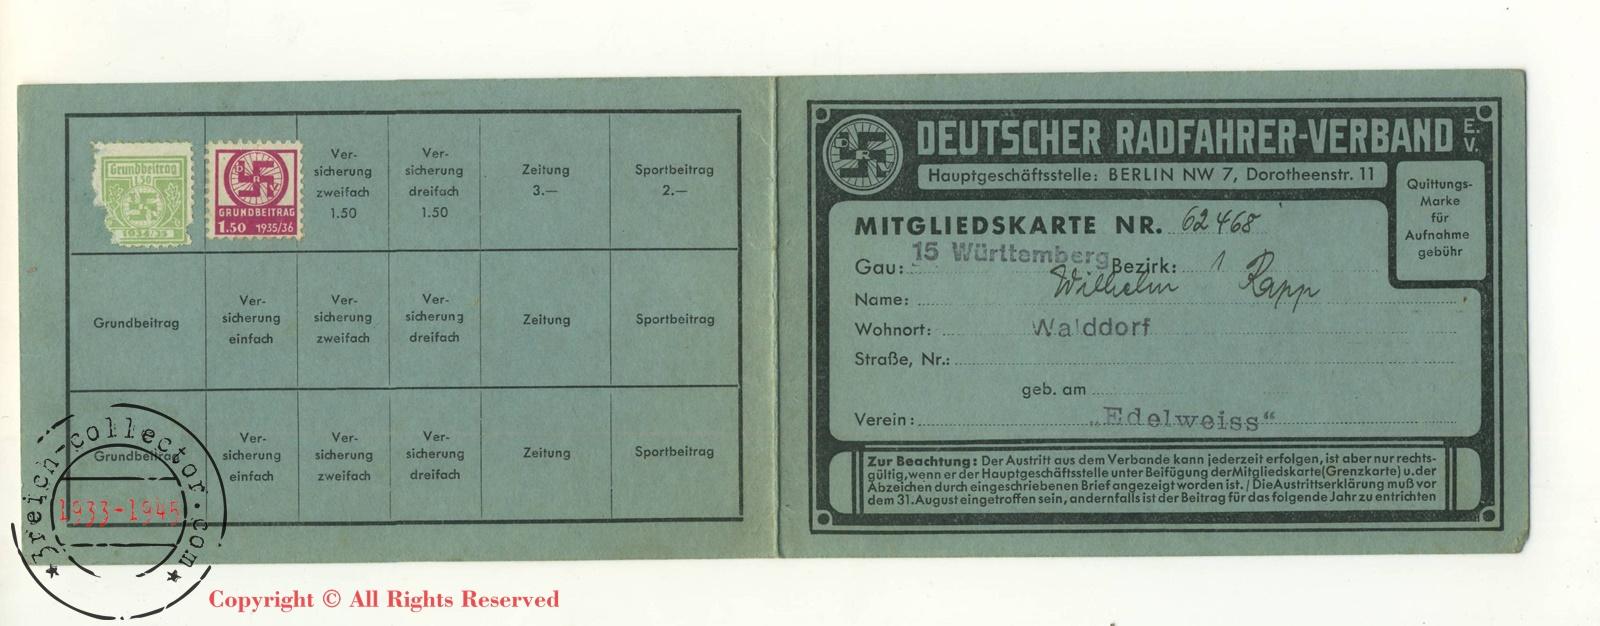 Grundbeitrag
1.50
1934/35
D R V
GRUNDBEITRAG
1.50 1935/36
Ver-
sicherung
zweifach
1.50
Ver-
sicherung
dreifach
1.50
Zeitung
3.—
Sportbeitrag
2.—
Grundbeitrag
Ver-
sicherung
einfach
Ver-
sicherung
zweifach
Ver-
sicherung
dreifach
Zeitung
Sportbeitrag
Grundbeitrag
Ver-
sicherung
einfach
Ver-
sicherung
zweifach
Ver-
sicherung
dreifach
Zeitung
Sportbeitrag
D R V
DEUTSCHER RADFAHRER-VERBAND E.V.
Hauptgeschäftsstelle: BERLIN NW 7, Dorotheenstr. 11
Quittungs-
Marke
für
Aufnahme
gebühr
MITGLIEDSKARTE NR. 62468
Gau: 15 Württemberg Bezirk: 1
Name: Wilhelm Rapp
Wohnort: Walddorf
Straße, Nr.:
geb. am
Verein: „Edelweiss“
Zur Beachtung: Der Austritt aus dem Verbande kann jederzeit erfolgen, ist aber nur rechts-
gültig, wenn er der Hauptgeschäftsstelle unter Beifügung der Mitgliedskarte (Grenzkarte) u. der
Abzeichen durch eingeschriebenen Brief angezeigt worden ist. / Die Austrittserklärung muß vor
dem 31. August eingetroffen sein, andernfalls ist der Beitrag für das folgende Jahr zu entrichten
3reich-collector.com
1933-1945
Copyright © All Rights Reserved